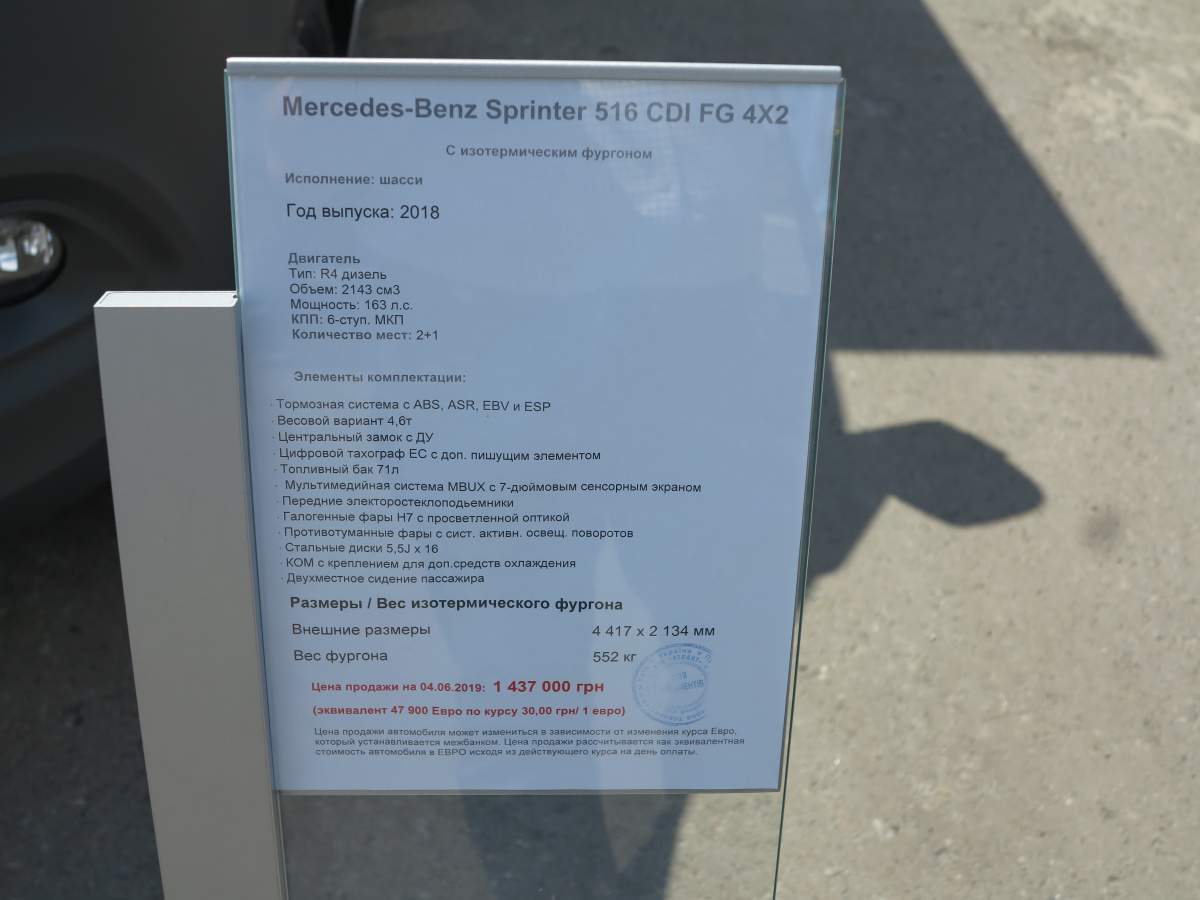 Mercedes-Benz Sprinter 516 CDI FG 4X2
С изотермическим фургоном
Исполнение: шасси
Год выпуска: 2018
Двигатель
Тип: R4 дизель
Объем: 2143 см3
Мощность: 163 л.с.
КПП: 6-ступ. МКП
Количество мест: 2+1
Элементы комплектации:
· Тормозная система с ABS, ASR, EBV и ESP
· Весовой вариант 4,6т
· Центральный замок с ДУ
· Цифровой тахограф ЕС с доп. пишущим элементом
· Топливный бак 71л
· Мультимедийная система MBUX с 7-дюймовым сенсорным экраном
· Передние электоростеклоподьемники
· Галогенные фары H7 с просветленной оптикой
· Противотуманные фары с сист. активн. освещ. поворотов
· Стальные диски 5,5J x 16
· КОМ с креплением для доп.средств охлаждения
· Двухместное сидение пассажира
Размеры / Вес изотермического фургона
Внешние размеры 4 417 х 2 134 мм
Вес фургона 552 кг
Цена продажи на 04.06.2019: 1 437 000 грн
(эквивалент 47 900 Евро по курсу 30,00 грн/ 1 евро)
Цена продажи автомобиля может измениться в зависимости от изменения курса Евро,
который устанавливается межбанком. Цена продажи рассчитывается как эквивалентная
стоимость автомобиля в ЕВРО исходя из действующего курса на день оплаты.
Україна